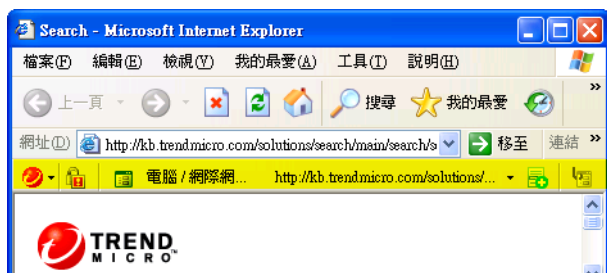 Search - Microsoft Internet Explorer
檔案(F) 編輯(E) 檢視(V) 我的最愛(A) 工具(T) 說明(H)
上一頁 搜尋 我的最愛 »
網址(D) http://kb.trendmicro.com/solutions/search/main/search/s 移至 連結 »
電腦 / 網際網... http://kb.trendmicro.com/solutions/...
TREND
MICRO™